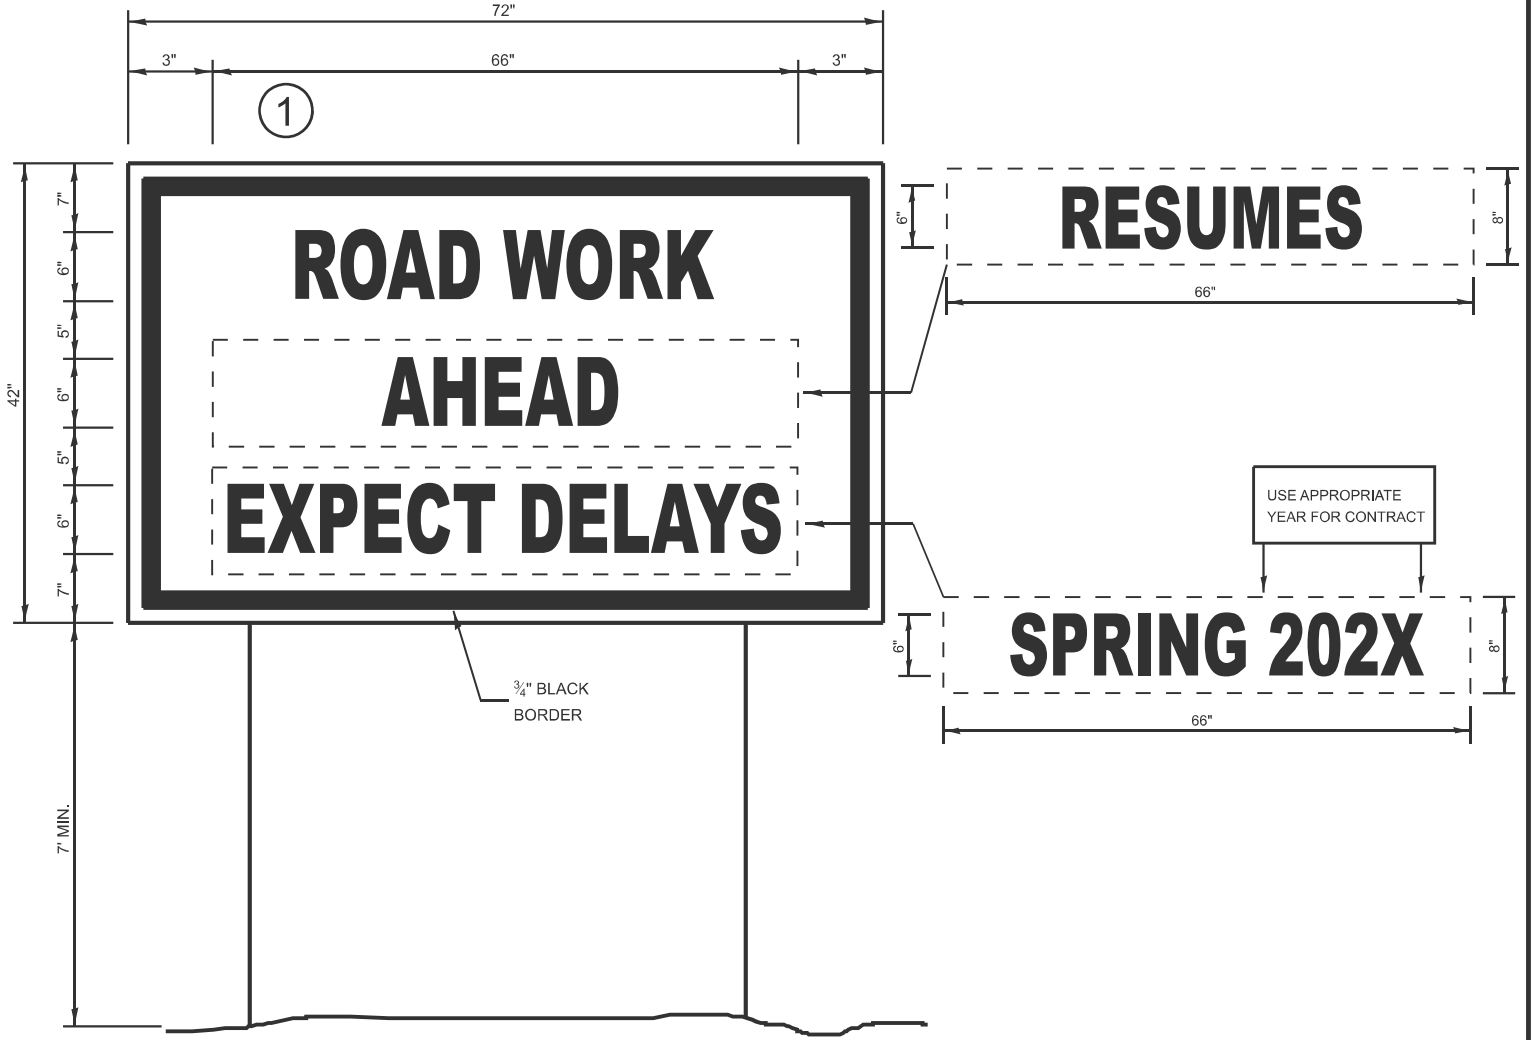 72"
3" 66" 3"
1
7"
6"
5"
6"
5"
6"
7"
42"
7' MIN.
ROAD WORK
AHEAD
EXPECT DELAYS
¾" BLACK
BORDER
6"
RESUMES
8"
66"
USE APPROPRIATE
YEAR FOR CONTRACT
6"
SPRING 202X
8"
66"